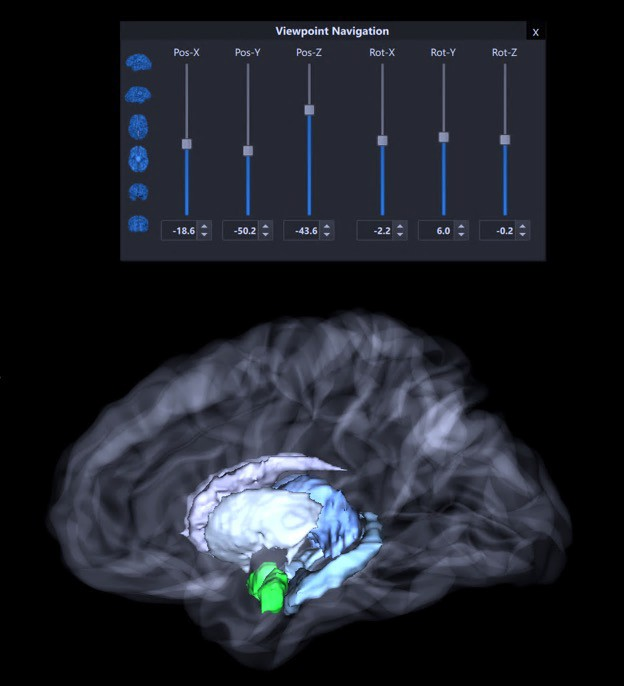 Viewpoint Navigation
x
Pos-X Pos-Y Pos-Z Rot-X Rot-Y Rot-Z
-18.6 -50.2 -43.6 -2.2 6.0 -0.2